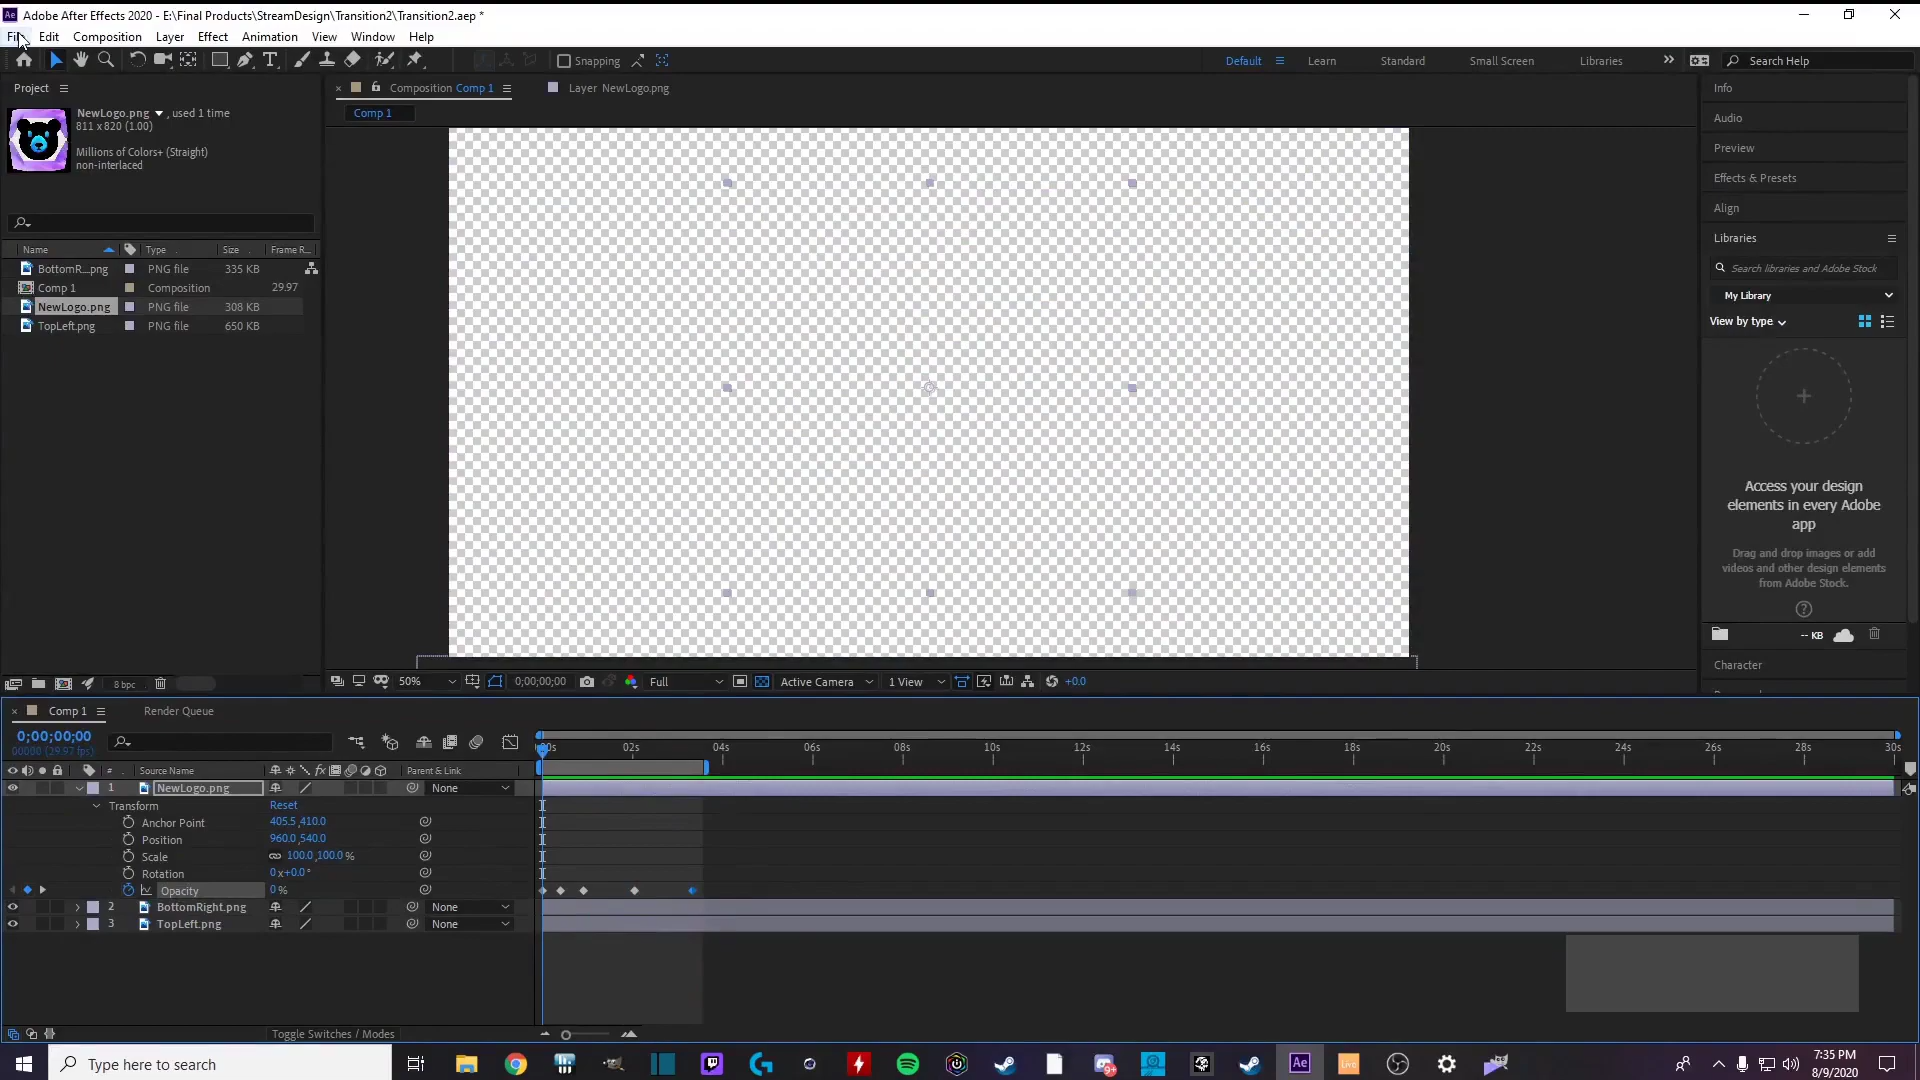 Adobe After Effects 2020 - E:\Final Products\StreamDesign\Transition2\Transition2.aep *
Edit Composition Layer Effect Animation View Window Help
Snapping Default Learn Standard Small Screen Libraries Search Help
Project
NewLogo.png , used 1 time
811 x 820 (1.00)
Millions of Colors+ (Straight)
non-interlaced
Composition Comp 1
Layer NewLogo.png
Comp 1
Name Type Size Frame R...
BottomR...png PNG file 335 KB
Comp 1 Composition 29.97
NewLogo.png PNG file 308 KB
TopLeft.png PNG file 650 KB
8 bpc
Info
Audio
Preview
Effects & Presets
Align
Libraries
Search libraries and Adobe Stock
My Library
View by type
Access your design
elements in every Adobe
app
Drag and drop images or add
videos and other design elements
from Adobe Stock.
-- KB
Character
50% 0;00;00;00 Full Active Camera 1 View +0.0
Comp 1 Render Queue
0;00;00;00
00000 (29.97 fps)
02s 04s 06s 08s 10s 12s 14s 16s 18s 20s 22s 24s 26s 28s 30s
# Source Name fx Parent & Link
1 NewLogo.png None
Transform Reset
Anchor Point 405.5,410.0
Position 960.0,540.0
Scale 100.0,100.0 %
Rotation 0x+0.0°
Opacity 0 %
2 BottomRight.png None
3 TopLeft.png None
Toggle Switches / Modes
Type here to search
Ae
live
9+
7:35 PM
8/9/2020